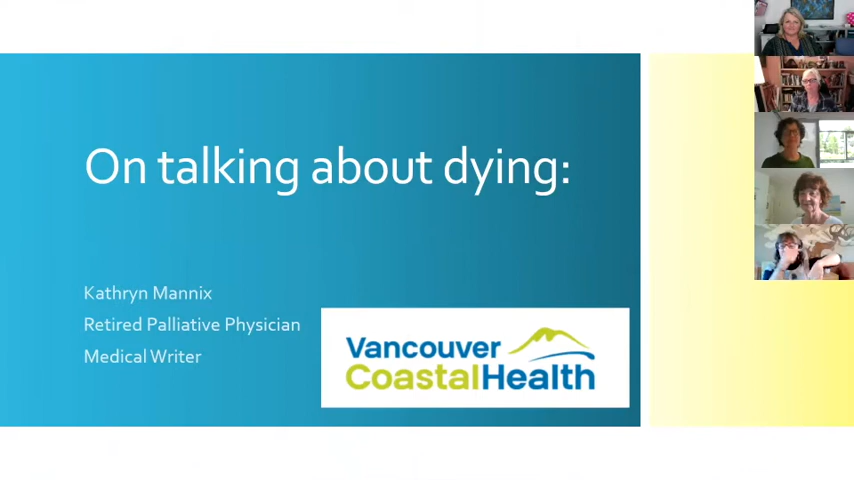 On talking about dying:
Kathryn Mannix
Retired Palliative Physician
Medical Writer
Vancouver
CoastalHealth